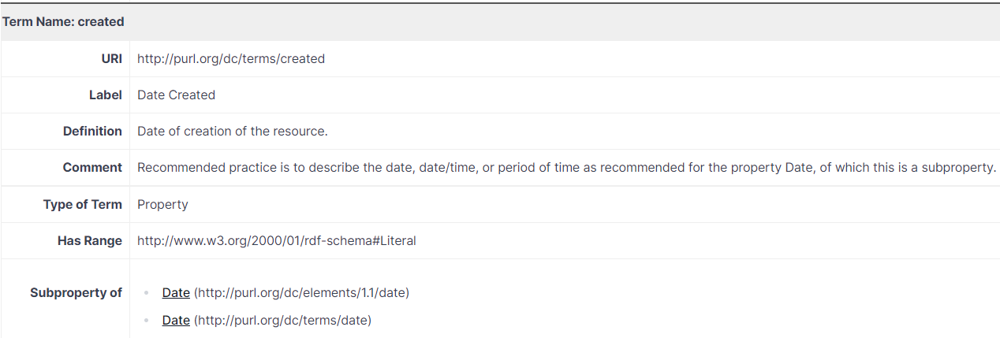 Term Name: created
URI http://purl.org/dc/terms/created
Label Date Created
Definition Date of creation of the resource.
Comment Recommended practice is to describe the date, date/time, or period of time as recommended for the property Date, of which this is a subproperty.
Type of Term Property
Has Range http://www.w3.org/2000/01/rdf-schema#Literal
Subproperty of
Date (http://purl.org/dc/elements/1.1/date)
Date (http://purl.org/dc/terms/date)